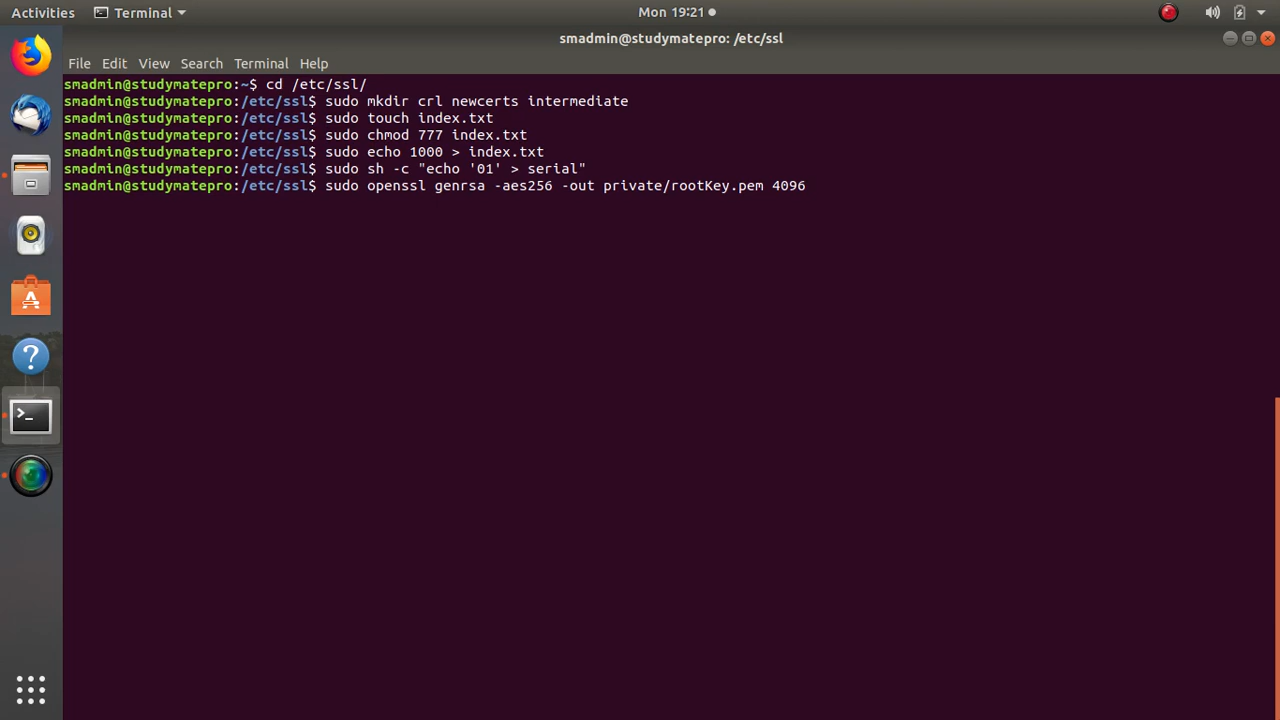 Activities Terminal Mon 19:21
smadmin@studymatepro: /etc/ssl
File Edit View Search Terminal Help
smadmin@studymatepro:~$ cd /etc/ssl/
smadmin@studymatepro:/etc/ssl$ sudo mkdir crl newcerts intermediate
smadmin@studymatepro:/etc/ssl$ sudo touch index.txt
smadmin@studymatepro:/etc/ssl$ sudo chmod 777 index.txt
smadmin@studymatepro:/etc/ssl$ sudo echo 1000 > index.txt
smadmin@studymatepro:/etc/ssl$ sudo sh -c "echo '01' > serial"
smadmin@studymatepro:/etc/ssl$ sudo openssl genrsa -aes256 -out private/rootKey.pem 4096